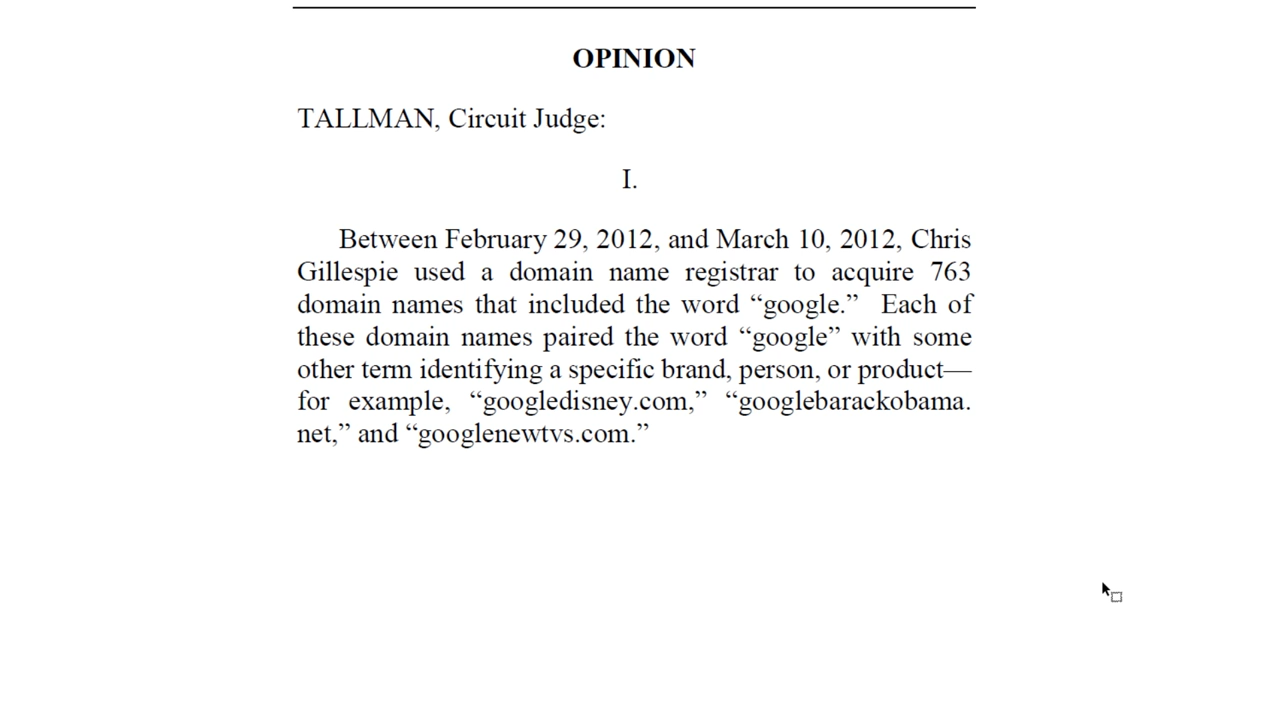 OPINION
TALLMAN, Circuit Judge:
I.
Between February 29, 2012, and March 10, 2012, Chris
Gillespie used a domain name registrar to acquire 763
domain names that included the word “google.” Each of
these domain names paired the word “google” with some
other term identifying a specific brand, person, or product—
for example, “googledisney.com,” “googlebarackobama.
net,” and “googlenewtvs.com.”